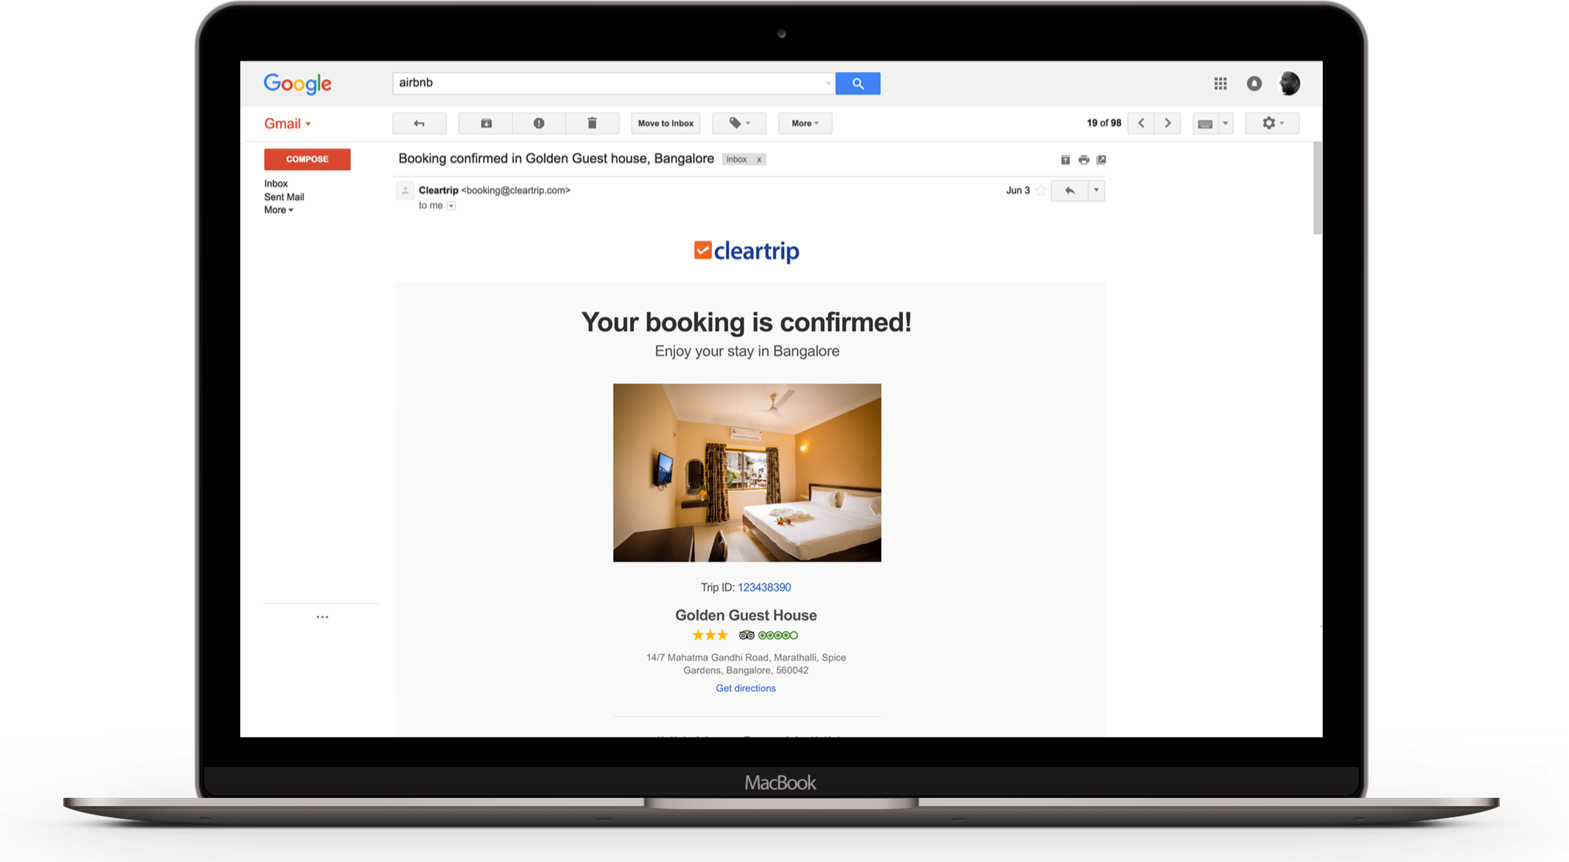 Google
airbnb
Gmail
Move to Inbox
More
19 of 98
COMPOSE
Booking confirmed in Golden Guest house, Bangalore
Inbox x
Inbox
Sent Mail
More
Cleartrip <booking@cleartrip.com>
Jun 3
to me
cleartrip
Your booking is confirmed!
Enjoy your stay in Bangalore
Trip ID: 123438390
Golden Guest House
14/7 Mahatma Gandhi Road, Marathalli, Spice
Gardens, Bangalore, 560042
Get directions
MacBook